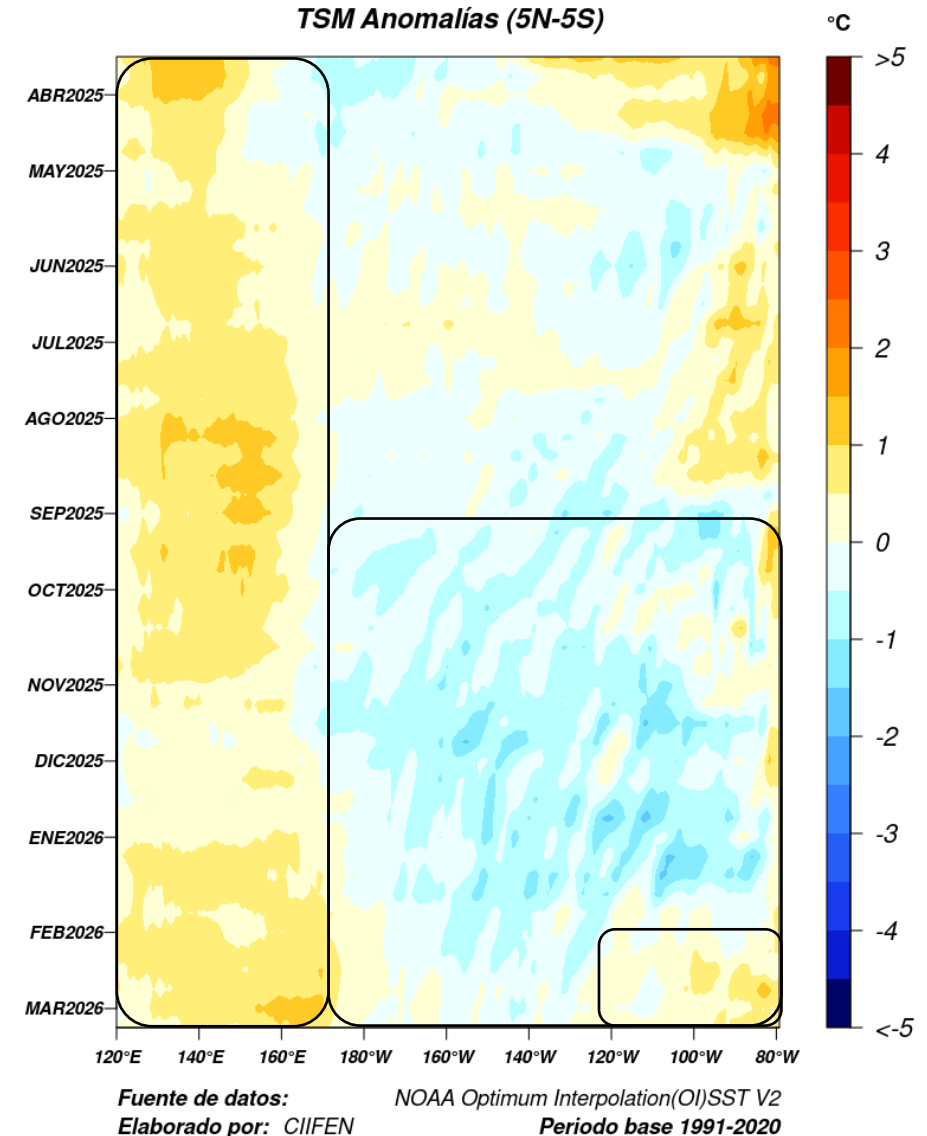 TSM Anomalías (5N-5S)
°C
>5
4
3
2
1
0
-1
-2
-3
-4
<-5
ABR2025
MAY2025
JUN2025
JUL2025
AGO2025
SEP2025
OCT2025
NOV2025
DIC2025
ENE2026
FEB2026
MAR2026
120°E 140°E 160°E 180°W 160°W 140°W 120°W 100°W 80°W
Fuente de datos: NOAA Optimum Interpolation(OI)SST V2
Elaborado por: CIIFEN Periodo base 1991-2020